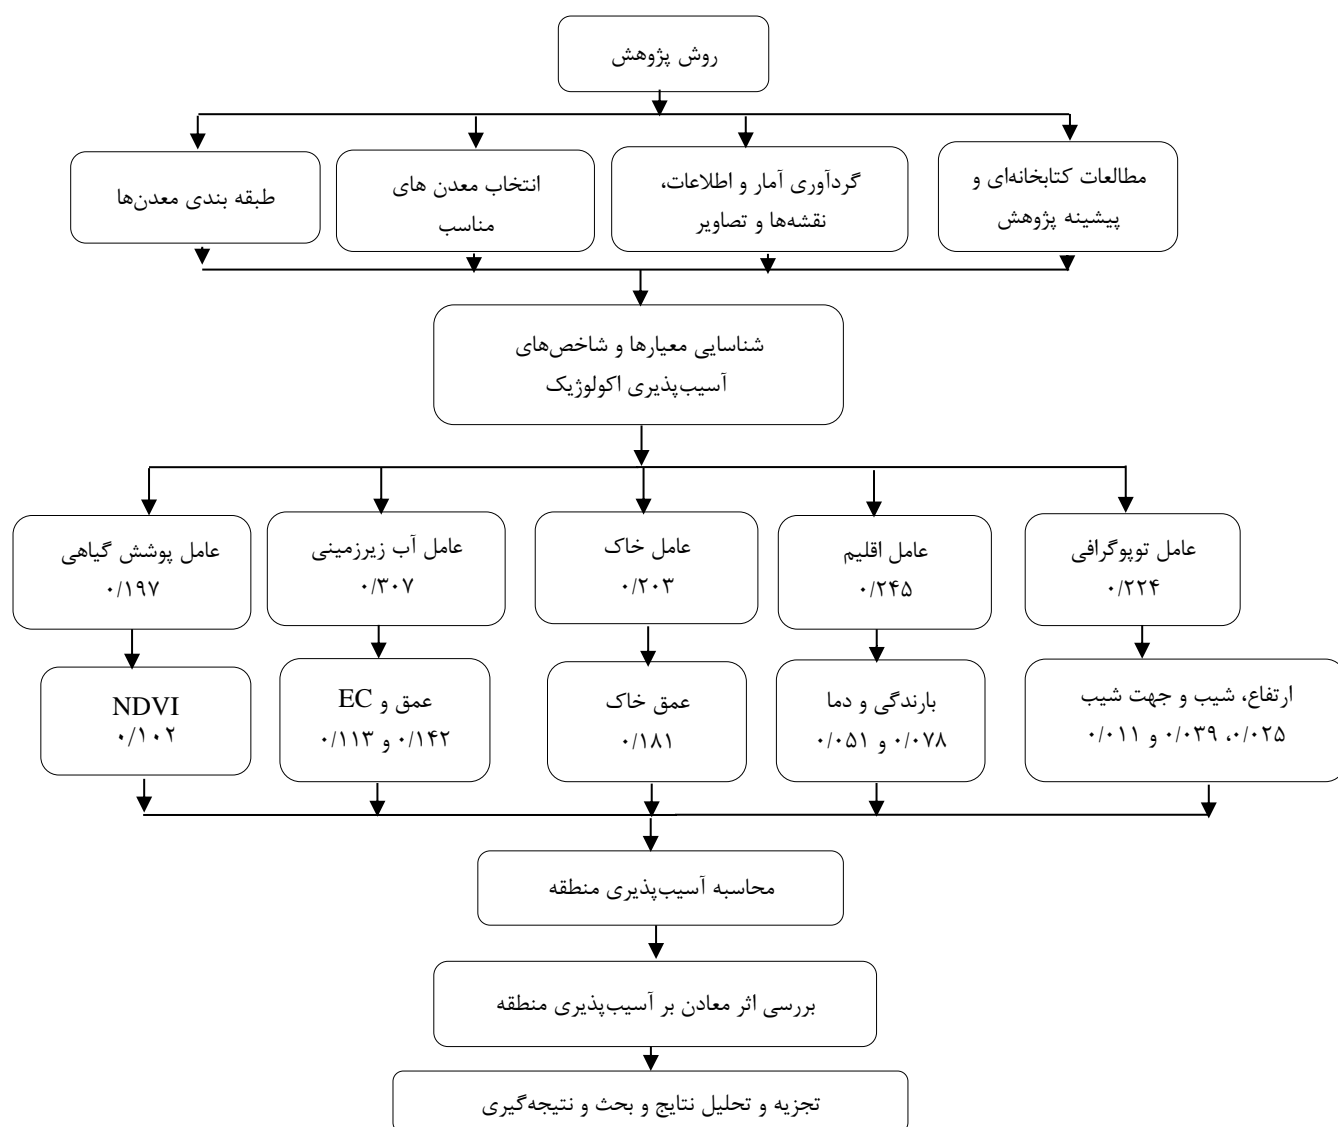 روش پژوهش
مطالعات کتابخانه‌ای و
پیشینه پژوهش
گردآوری آمار و اطلاعات،
نقشه‌ها و تصاویر
انتخاب معدن های
مناسب
طبقه بندی معدن‌ها
شناسایی معیارها و شاخص‌های
آسیب‌پذیری اکولوژیک
عامل توپوگرافی
۰/۲۲۴
عامل اقلیم
۰/۲۴۵
عامل خاک
۰/۲۰۳
عامل آب زیرزمینی
۰/۳۰۷
عامل پوشش گیاهی
۰/۱۹۷
ارتفاع، شیب و جهت شیب
۰/۰۲۵، ۰/۰۳۹ و ۰/۰۱۱
بارندگی و دما
۰/۰۷۸ و ۰/۰۵۱
عمق خاک
۰/۱۸۱
عمق و EC
۰/۱۴۲ و ۰/۱۱۳
NDVI
۰/۱۰۲
محاسبه آسیب‌پذیری منطقه
بررسی اثر معادن بر آسیب‌پذیری منطقه
تجزیه و تحلیل نتایج و بحث و نتیجه‌گیری